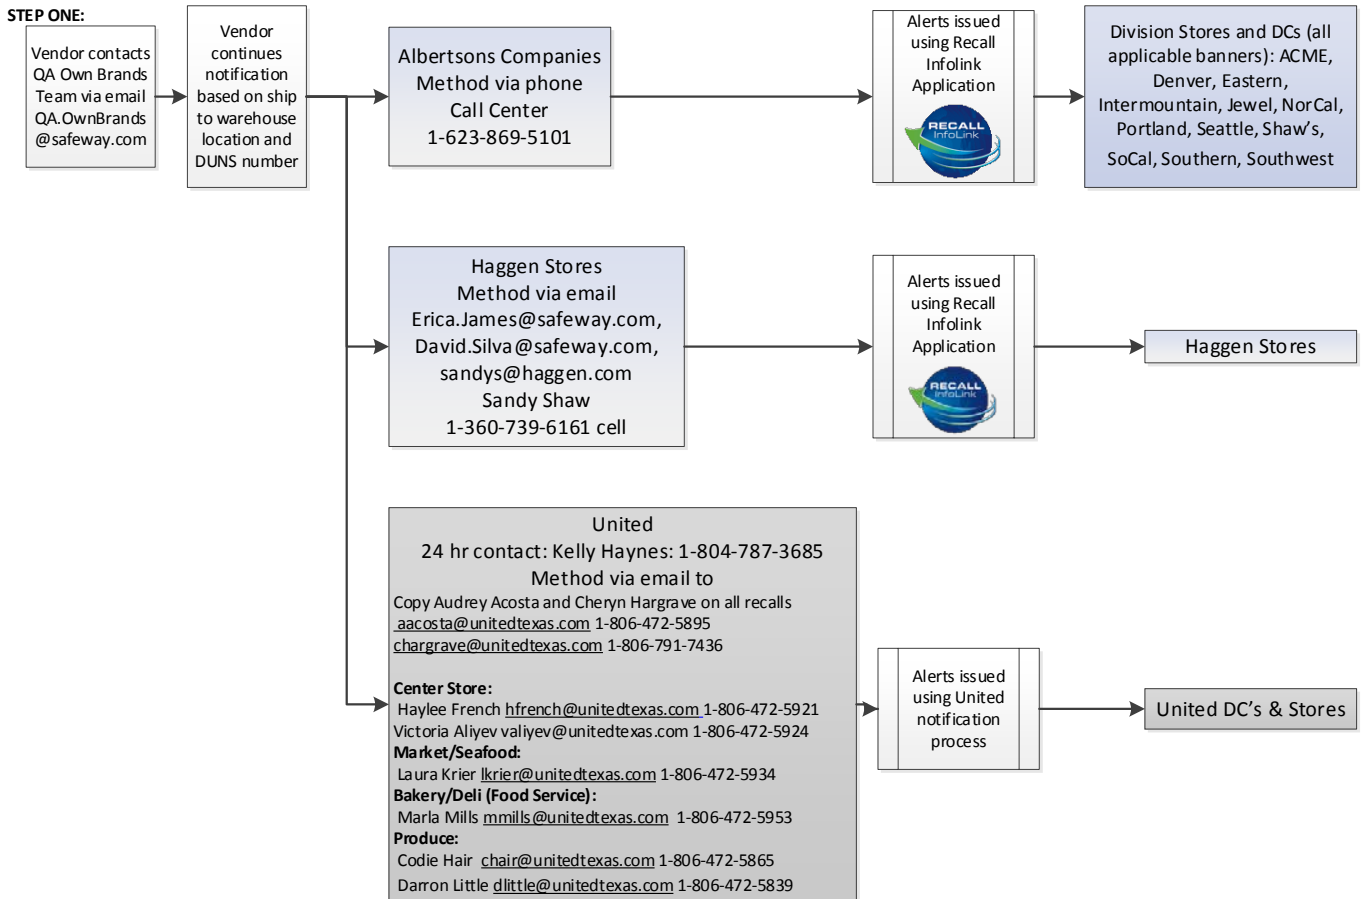 STEP ONE:
Vendor contacts
QA Own Brands
Team via email
QA.OwnBrands
@safeway.com
Vendor
continues
notification
based on ship
to warehouse
location and
DUNS number
Albertsons Companies
Method via phone
Call Center
1-623-869-5101
Alerts issued
using Recall
Infolink
Application
RECALL
InfoLink
Division Stores and DCs (all
applicable banners): ACME,
Denver, Eastern,
Intermountain, Jewel, NorCal,
Portland, Seattle, Shaw's,
SoCal, Southern, Southwest
Haggen Stores
Method via email
Erica.James@safeway.com,
David.Silva@safeway.com,
sandys@haggen.com
Sandy Shaw
1-360-739-6161 cell
Alerts issued
using Recall
Infolink
Application
RECALL
InfoLink
Haggen Stores
United
24 hr contact: Kelly Haynes: 1-804-787-3685
Method via email to
Copy Audrey Acosta and Cheryn Hargrave on all recalls
aacosta@unitedtexas.com 1-806-472-5895
chargrave@unitedtexas.com 1-806-791-7436
Center Store:
Haylee French hfrench@unitedtexas.com 1-806-472-5921
Victoria Aliyev valiyev@unitedtexas.com 1-806-472-5924
Market/Seafood:
Laura Krier lkrier@unitedtexas.com 1-806-472-5934
Bakery/Deli (Food Service):
Marla Mills mmills@unitedtexas.com 1-806-472-5953
Produce:
Codie Hair chair@unitedtexas.com 1-806-472-5865
Darron Little dlittle@unitedtexas.com 1-806-472-5839
Alerts issued
using United
notification
process
United DC's & Stores